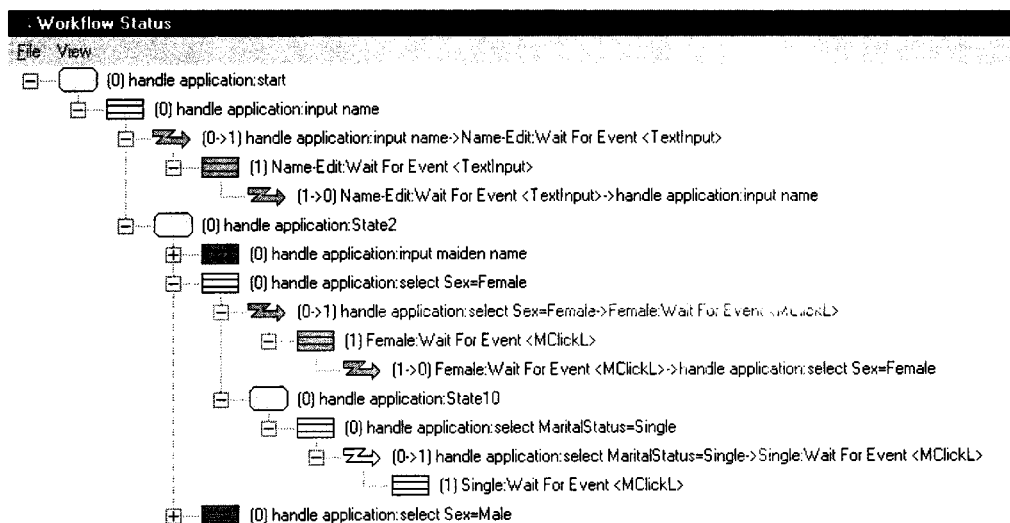 Workflow Status
File View
(0) handle application:start
(0) handle application:input name
(0->1) handle application:input name->Name-Edit:Wait For Event <TextInput>
(1) Name-Edit:Wait For Event <TextInput>
(1->0) Name-Edit:Wait For Event <TextInput>->handle application:input name
(0) handle application:State2
(0) handle application:input maiden name
(0) handle application:select Sex=Female
(0->1) handle application:select Sex=Female->Female:Wait For Event <MClickL>
(1) Female:Wait For Event <MClickL>
(1->0) Female:Wait For Event <MClickL>->handle application:select Sex=Female
(0) handle application:State10
(0) handle application:select MaritalStatus=Single
(0->1) handle application:select MaritalStatus=Single->Single:Wait For Event <MClickL>
(1) Single:Wait For Event <MClickL>
(0) handle application:select Sex=Male